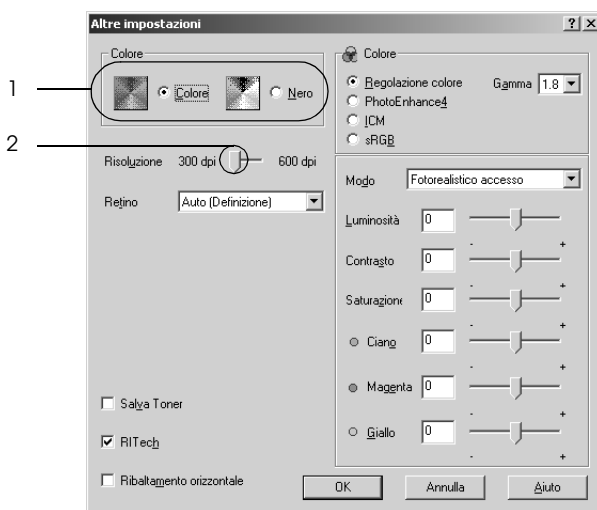 Altre impostazioni ? x
Colore
1
Colore
Nero
2
Risoluzione 300 dpi 600 dpi
Retino Auto (Definizione)
Salva Toner
RITech
Ribaltamento orizzontale
Colore
Regolazione colore Gamma 1.8
PhotoEnhance4
ICM
sRGB
Modo Fotorealistico accesso
Luminosità 0
- +
Contrasto 0
- +
Saturazione 0
- +
Ciano 0
- +
Magenta 0
- +
Giallo 0
- +
OK Annulla Aiuto